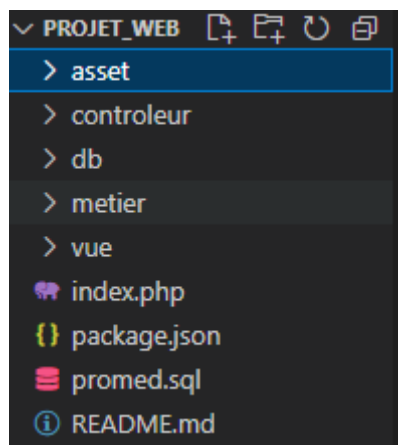 PROJET_WEB
asset
controleur
db
metier
vue
index.php
package.json
promed.sql
README.md